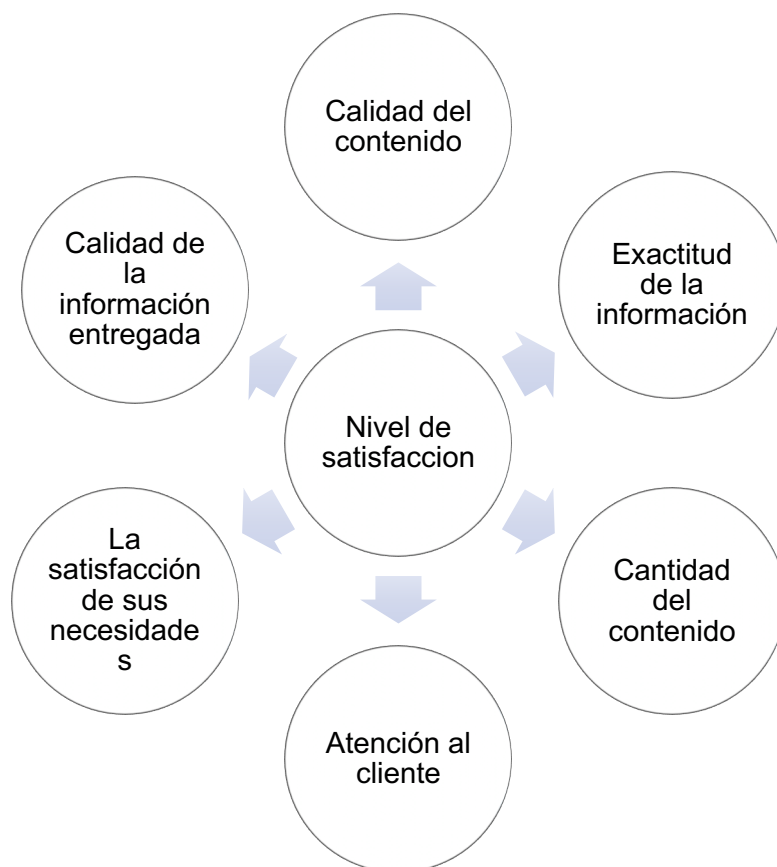 Calidad del
contenido
Calidad de
la
información
entregada
Exactitud
de la
información
Nivel de
satisfaccion
La
satisfacción
de sus
necesidade
s
Cantidad
del
contenido
Atención al
cliente